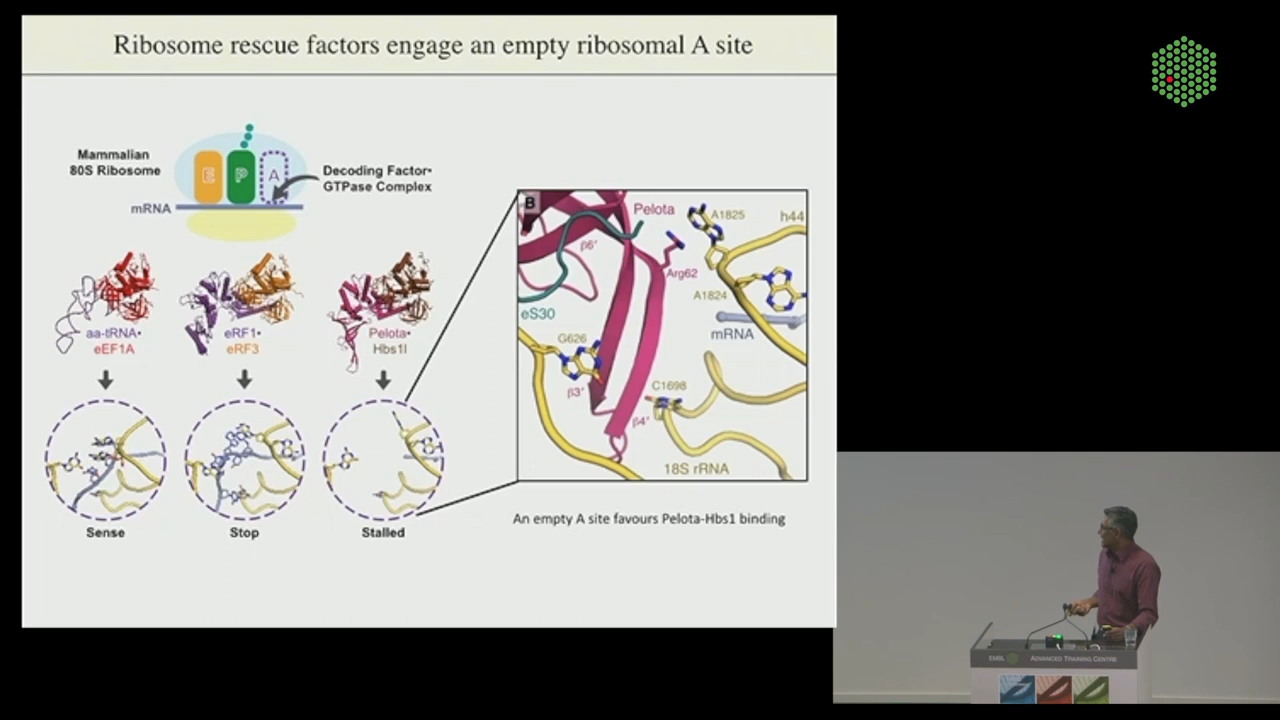 Ribosome rescue factors engage an empty ribosomal A site
Mammalian
80S Ribosome
E
P
A
Decoding Factor•
GTPase Complex
mRNA
aa-tRNA•
eEF1A
eRF1•
eRF3
Pelota•
Hbs1l
Sense
Stop
Stalled
B
Pelota
A1825
h44
β6'
Arg62
A1824
eS30
mRNA
G626
β3'
C1698
β4'
18S rRNA
An empty A site favours Pelota-Hbs1 binding
EMBL
ADVANCED TRAINING CENTRE